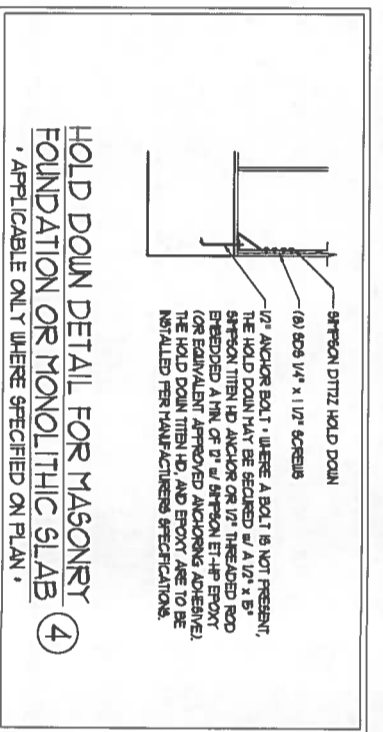 SIMPSON DTT2Z HOLD DOWN
(8) SDS 1/4" x 1 1/2" SCREWS
1/2" ANCHOR BOLT * WHERE A BOLT IS NOT PRESENT,
THE HOLD DOWN MAY BE SECURED w/ A 1/2" x 15"
SIMPSON TITEN HD ANCHOR OR 1/2" THREADED ROD
EMBEDDED A MIN. OF 12" w/ SIMPSON ET-HP EPOXY
(OR EQUIVALENT APPROVED ANCHORING ADHESIVE).
THE HOLD DOWN TITEN HD, AND EPOXY ARE TO BE
INSTALLED PER MANUFACTURERS SPECIFICATIONS.
HOLD DOWN DETAIL FOR MASONRY
FOUNDATION OR MONOLITHIC SLAB 4
* APPLICABLE ONLY WHERE SPECIFIED ON PLAN *